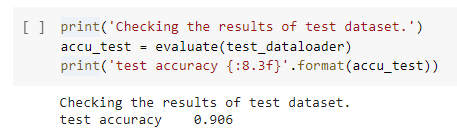 [ ] print('Checking the results of test dataset.')
accu_test = evaluate(test_dataloader)
print('test accuracy {:8.3f}'.format(accu_test))
Checking the results of test dataset.
test accuracy    0.906